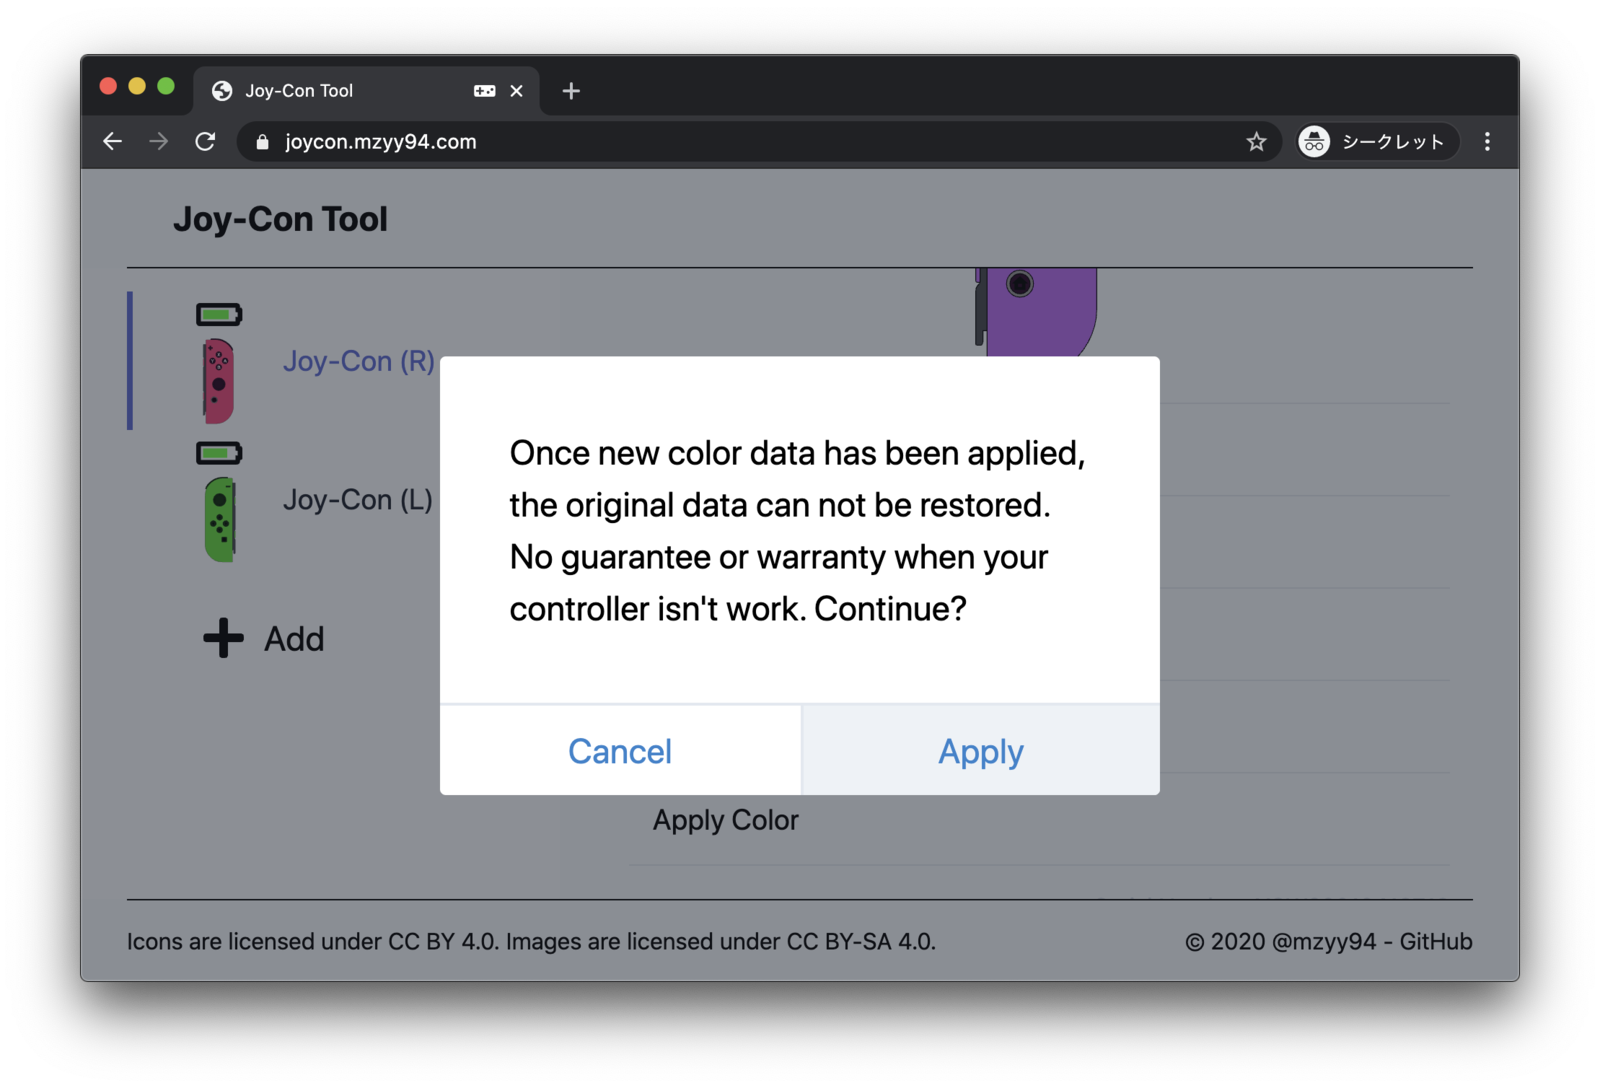 Joy-Con Tool
joycon.mzyy94.com
シークレット
Joy-Con Tool
Joy-Con (R)
Joy-Con (L)
Add
Once new color data has been applied,
the original data can not be restored.
No guarantee or warranty when your
controller isn't work. Continue?
Cancel
Apply
Apply Color
Icons are licensed under CC BY 4.0. Images are licensed under CC BY-SA 4.0.
© 2020 @mzyy94 - GitHub